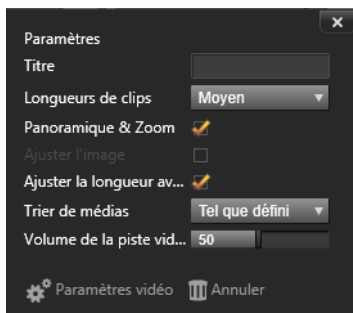 Paramètres
Titre
Longueurs de clips Moyen
Panoramique & Zoom
Ajuster l'image
Ajuster la longueur av...
Trier de médias Tel que défini
Volume de la piste vid... 50
Paramètres vidéo Annuler